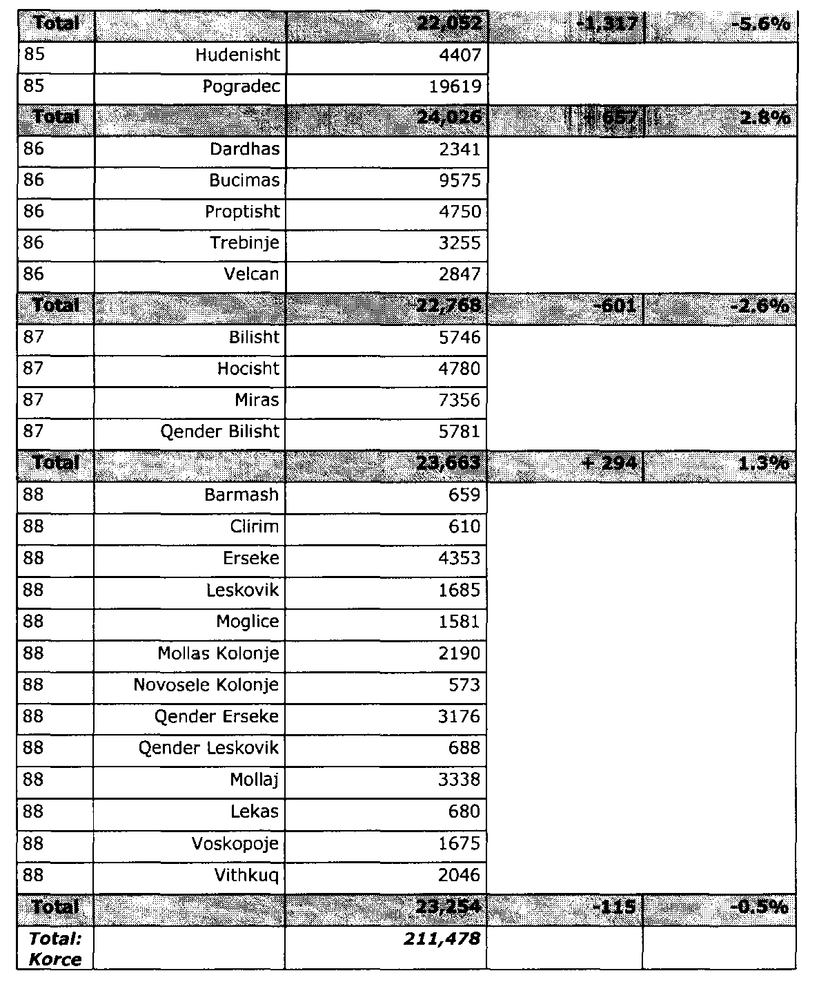 Total 22,052 -1,317 -5.6%
85 Hudenisht 4407
85 Pogradec 19619
Total 24,026 + 657 2.8%
86 Dardhas 2341
86 Bucimas 9575
86 Proptisht 4750
86 Trebinje 3255
86 Velcan 2847
Total 22,768 -601 -2.6%
87 Bilisht 5746
87 Hocisht 4780
87 Miras 7356
87 Qender Bilisht 5781
Total 23,663 + 294 1.3%
88 Barmash 659
88 Clirim 610
88 Erseke 4353
88 Leskovik 1685
88 Moglice 1581
88 Mollas Kolonje 2190
88 Novosele Kolonje 573
88 Qender Erseke 3176
88 Qender Leskovik 688
88 Mollaj 3338
88 Lekas 680
88 Voskopoje 1675
88 Vithkuq 2046
Total 23,254 -115 -0.5%
Total: 211,478
Korce